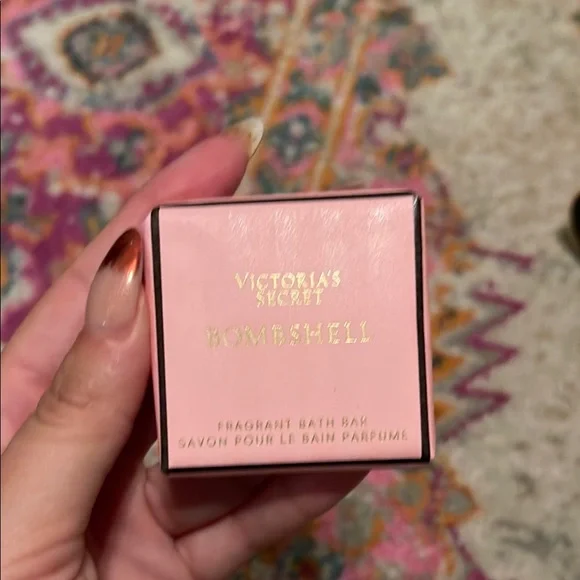 VICTORIA'S
SECRET
BOMBSHELL
FRAGRANT BATH BAR
SAVON POUR LE BAIN PARFUMÉ